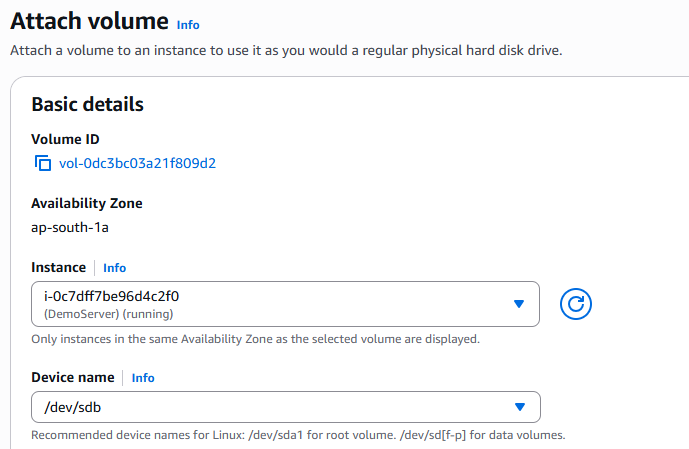 Attach volume Info
Attach a volume to an instance to use it as you would a regular physical hard disk drive.
Basic details
Volume ID
vol-0dc3bc03a21f809d2
Availability Zone
ap-south-1a
Instance Info
i-0c7dff7be96d4c2f0
(DemoServer) (running)
Only instances in the same Availability Zone as the selected volume are displayed.
Device name Info
/dev/sdb
Recommended device names for Linux: /dev/sda1 for root volume. /dev/sd[f-p] for data volumes.